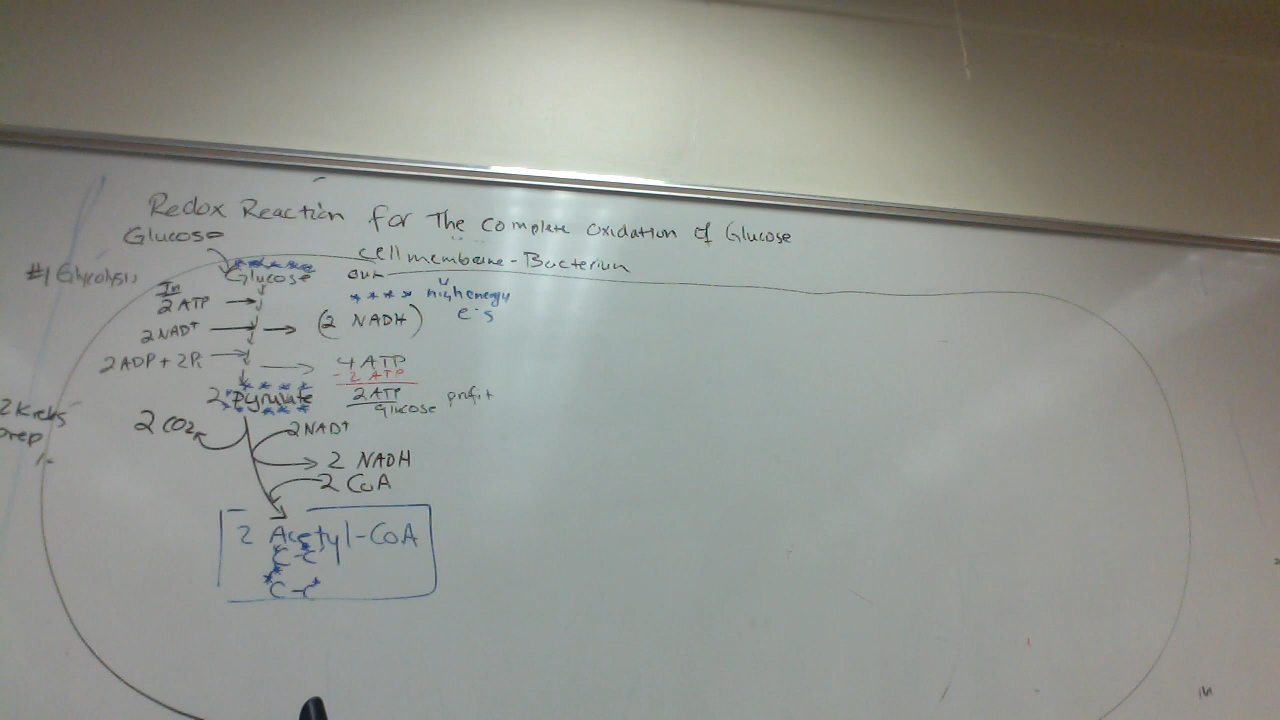 Redox Reaction for The Complete Oxidation of Glucose
Glucose
cell membrane - Bacterium
#1 Glycolysis
Glucose
out
In
2 ATP
**** high energy
e-s
2 NAD+
(2 NADH)
2 ADP + 2Pi
4 ATP
- 2 ATP
2 Pyruvate
2 ATP profit
Glucose
2 Krebs
prep
2 CO2
2 NAD+
2 NADH
2 CoA
2 Acetyl-CoA
C-C
C-C